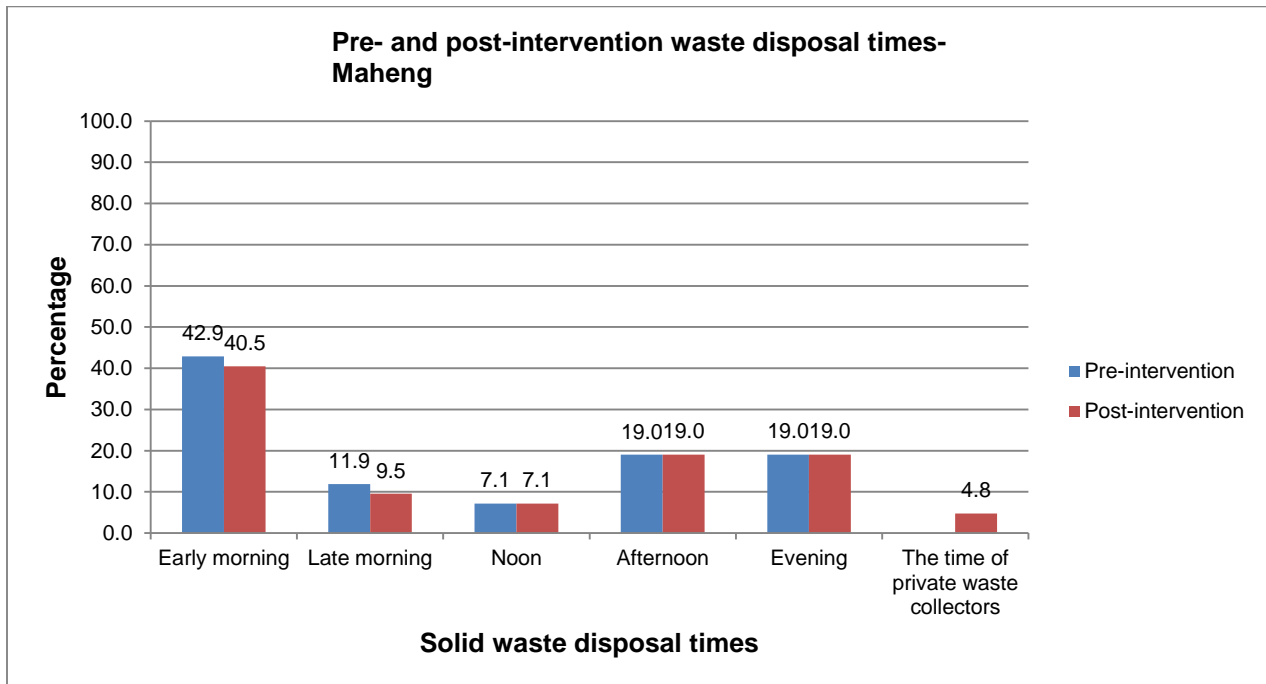 Pre- and post-intervention waste disposal times-
Maheng
Percentage
100.0
90.0
80.0
70.0
60.0
50.0
40.0
30.0
20.0
10.0
0.0
42.9
40.5
11.9
9.5
7.1
7.1
19.0
19.0
19.0
19.0
4.8
Early morning
Late morning
Noon
Afternoon
Evening
The time of
private waste
collectors
Solid waste disposal times
Pre-intervention
Post-intervention